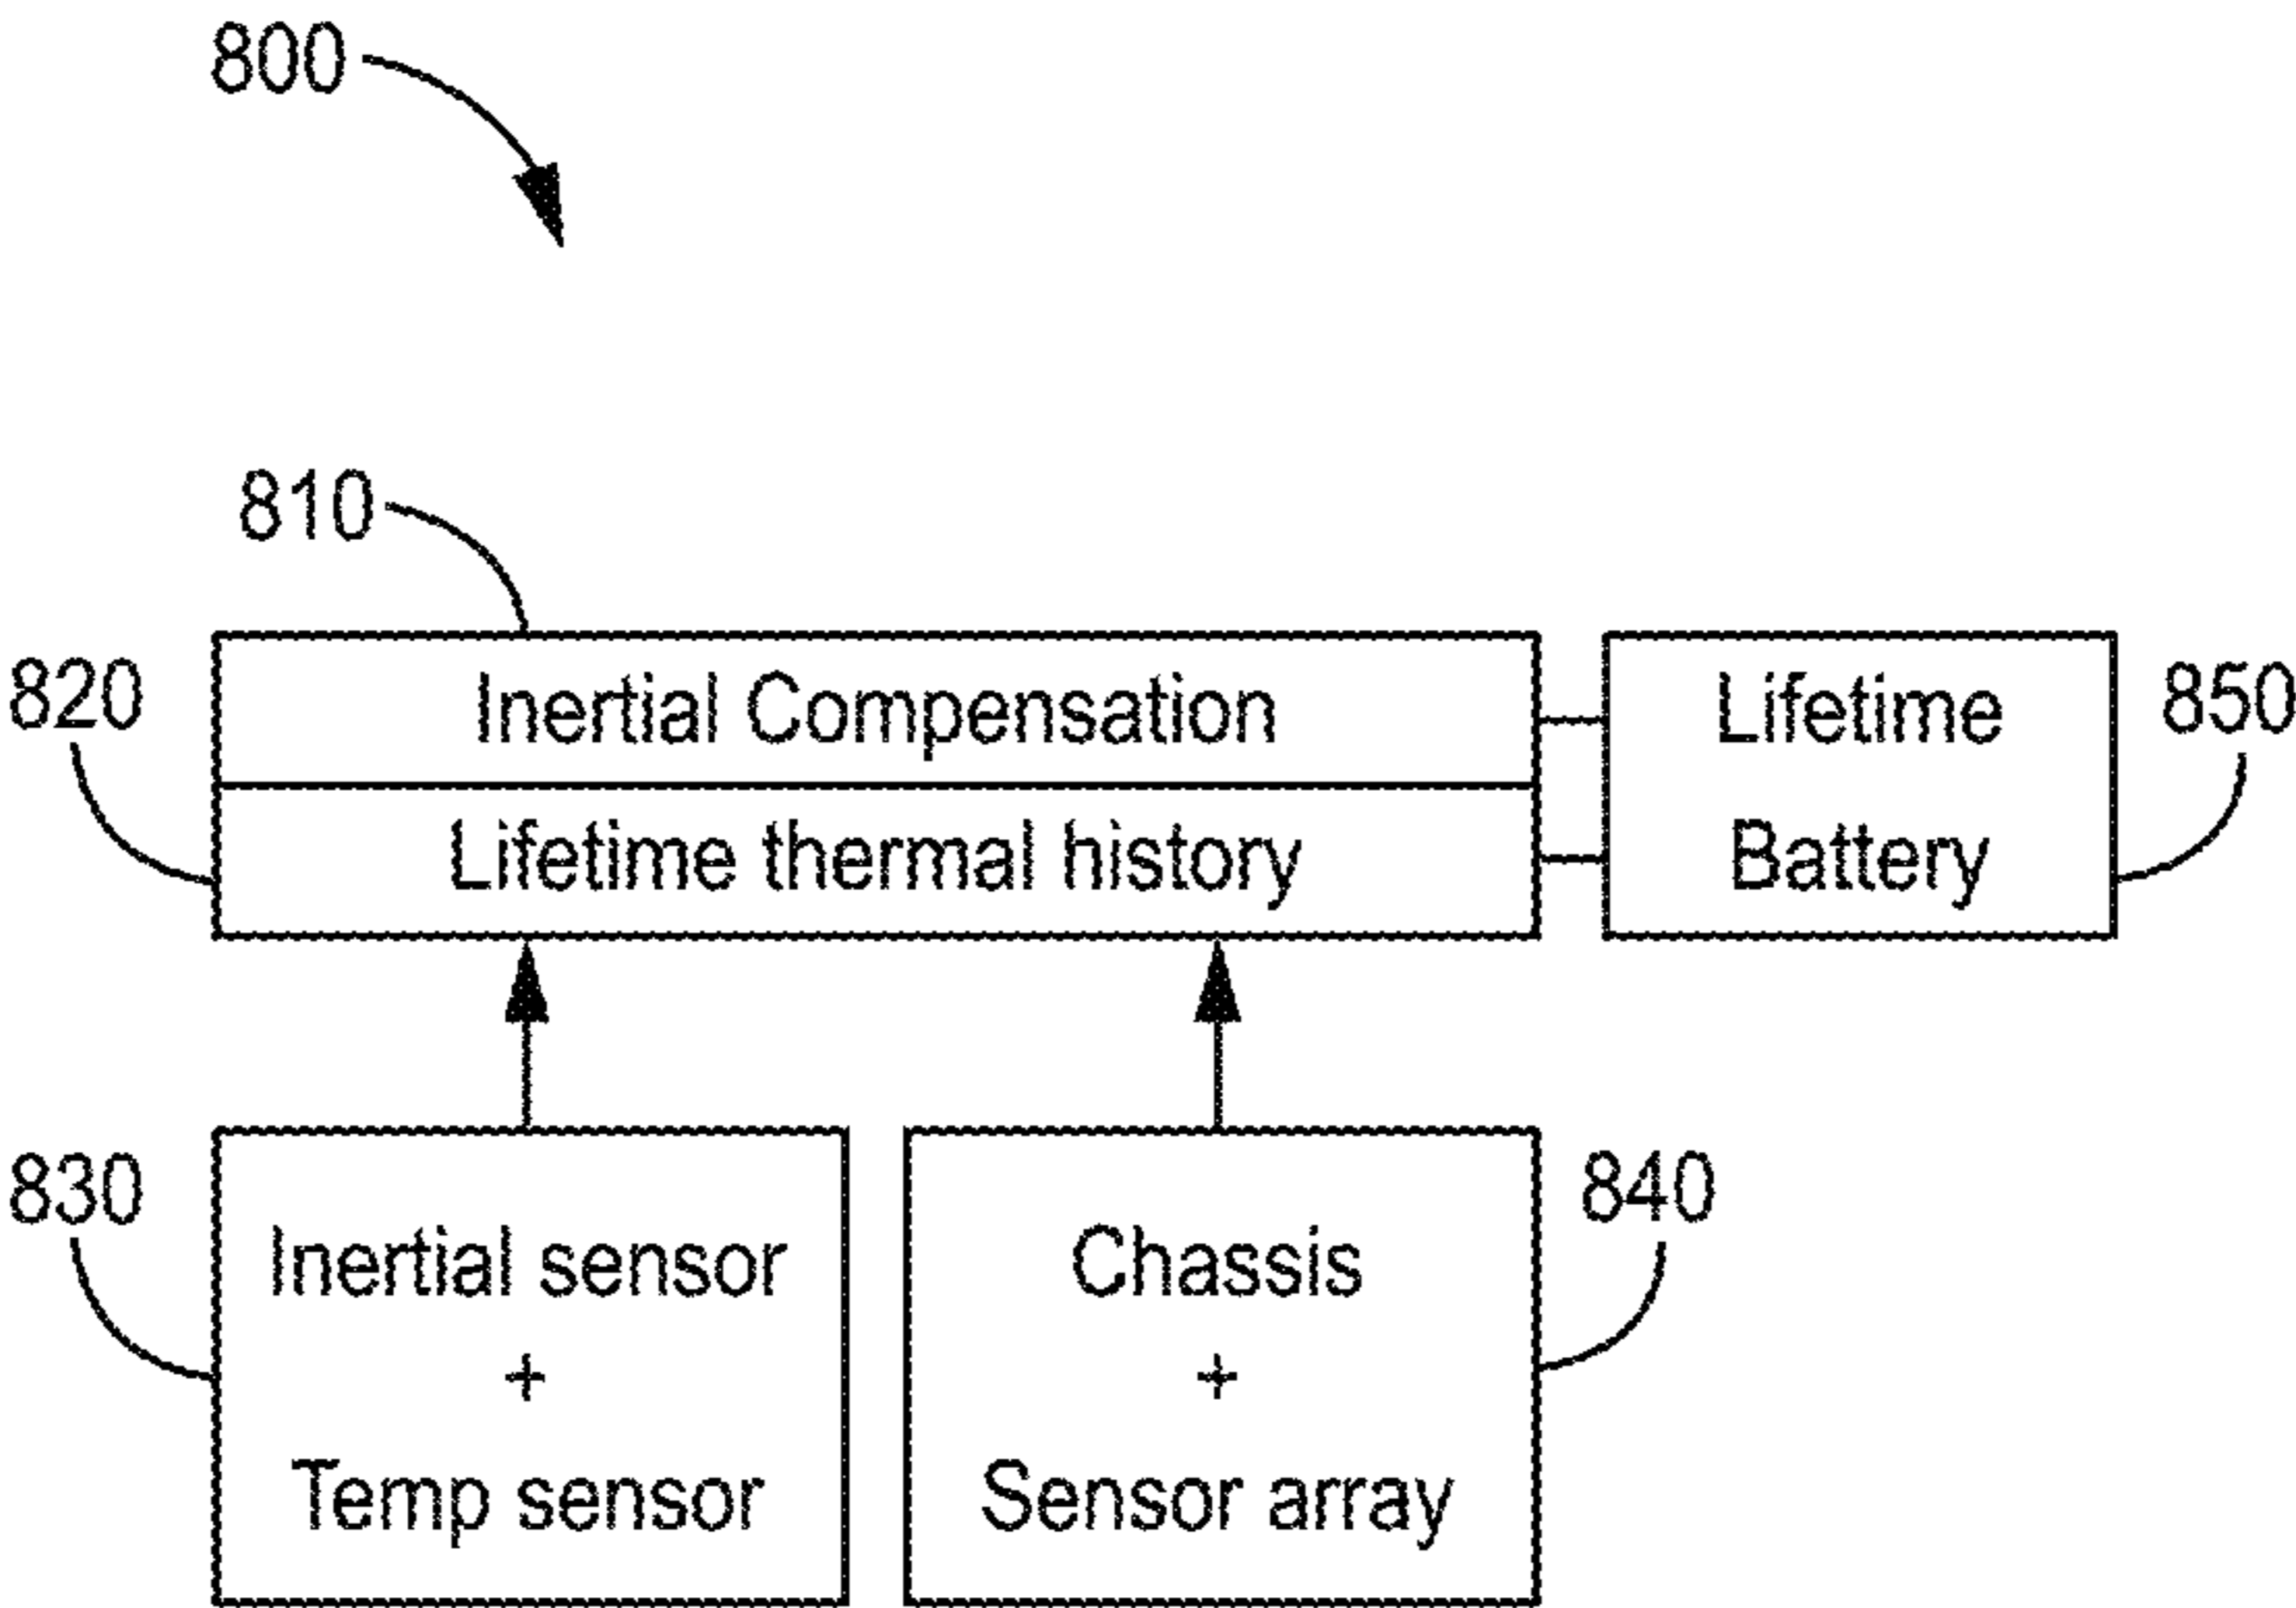 800
810
820
Inertial Compensation
Lifetime thermal history
Lifetime
Battery
850
830
Inertial sensor
+
Temp sensor
Chassis
+
Sensor array
840